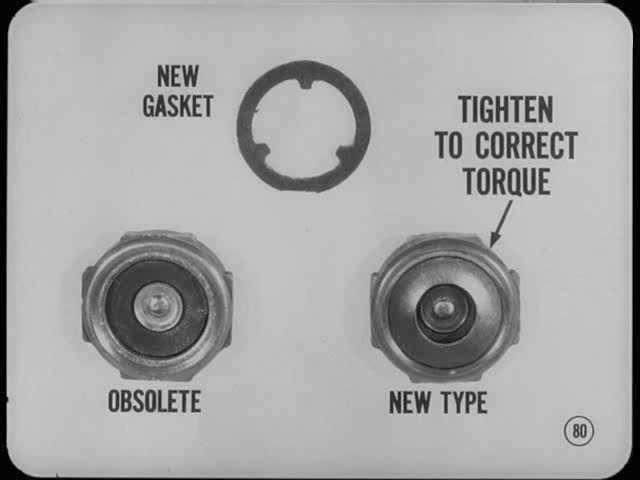 NEW
GASKET
TIGHTEN
TO CORRECT
TORQUE
OBSOLETE
NEW TYPE
80